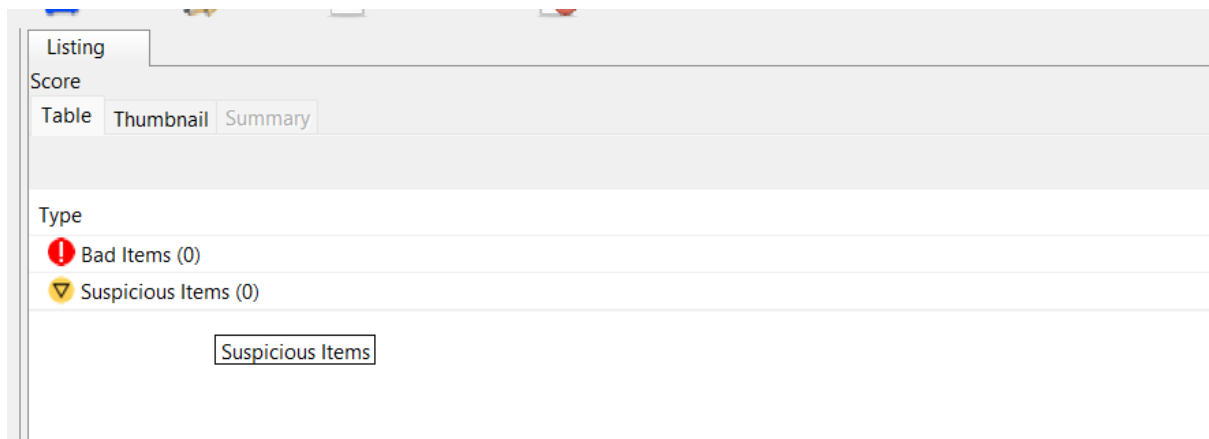 Listing
Score
Table Thumbnail Summary
Type
Bad Items (0)
Suspicious Items (0)
Suspicious Items